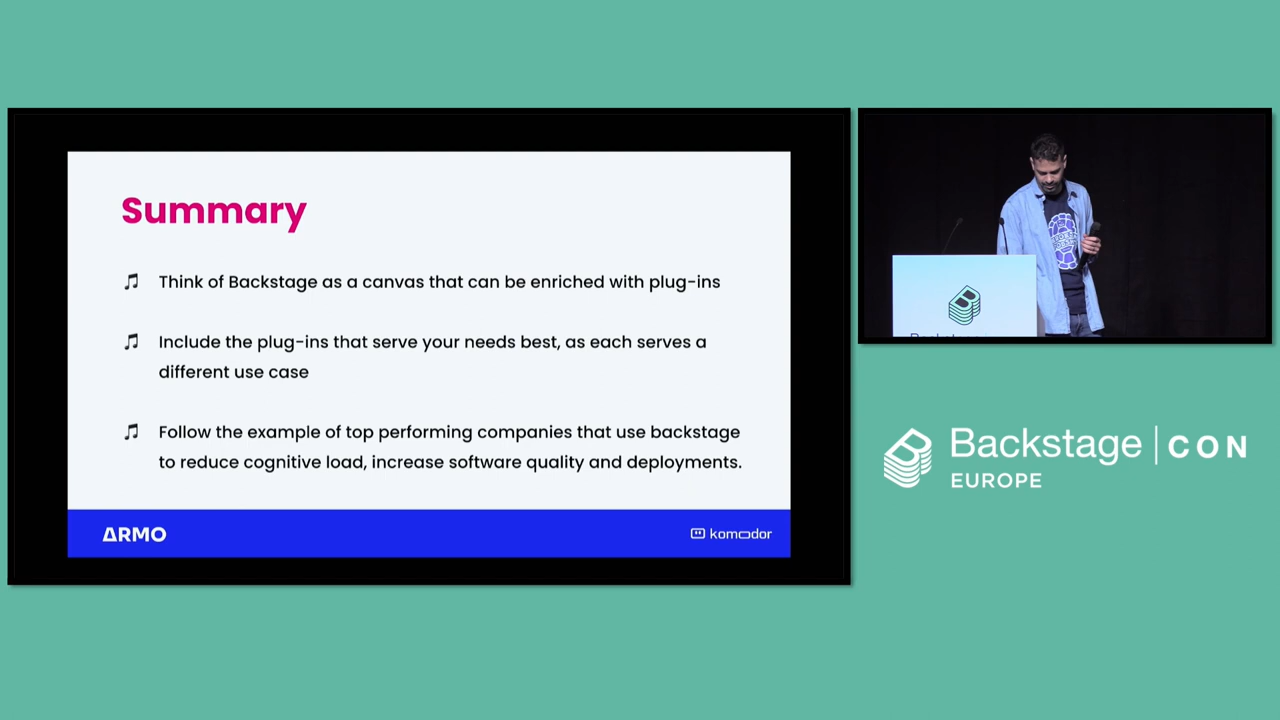 Summary
Think of Backstage as a canvas that can be enriched with plug-ins
Include the plug-ins that serve your needs best, as each serves a
different use case
Follow the example of top performing companies that use backstage
to reduce cognitive load, increase software quality and deployments.
ARMO
komodor
Backstage | CON
EUROPE